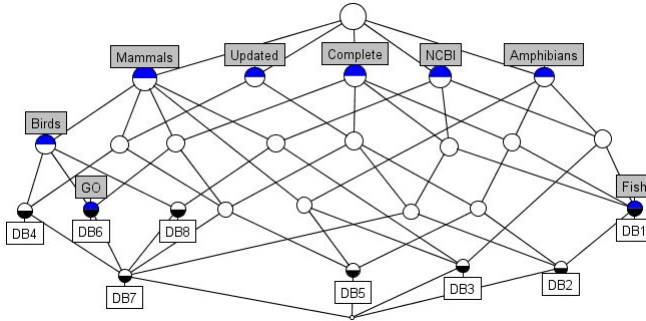 Mammals Updated Complete NCBI Amphibians
Birds
GO Fish
DB4 DB6 DB8 DB1
DB7 DB5 DB3 DB2